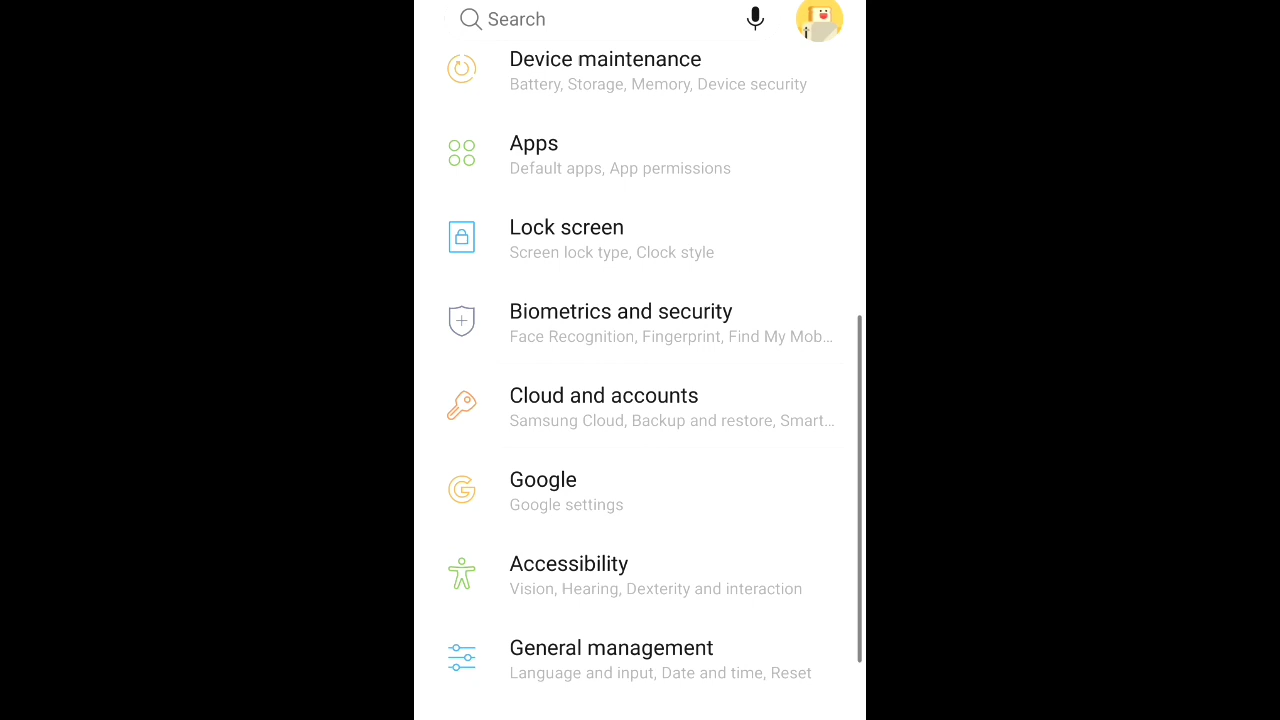 Search
Device maintenance
Battery, Storage, Memory, Device security
Apps
Default apps, App permissions
Lock screen
Screen lock type, Clock style
Biometrics and security
Face Recognition, Fingerprint, Find My Mob...
Cloud and accounts
Samsung Cloud, Backup and restore, Smart...
Google
Google settings
Accessibility
Vision, Hearing, Dexterity and interaction
General management
Language and input, Date and time, Reset